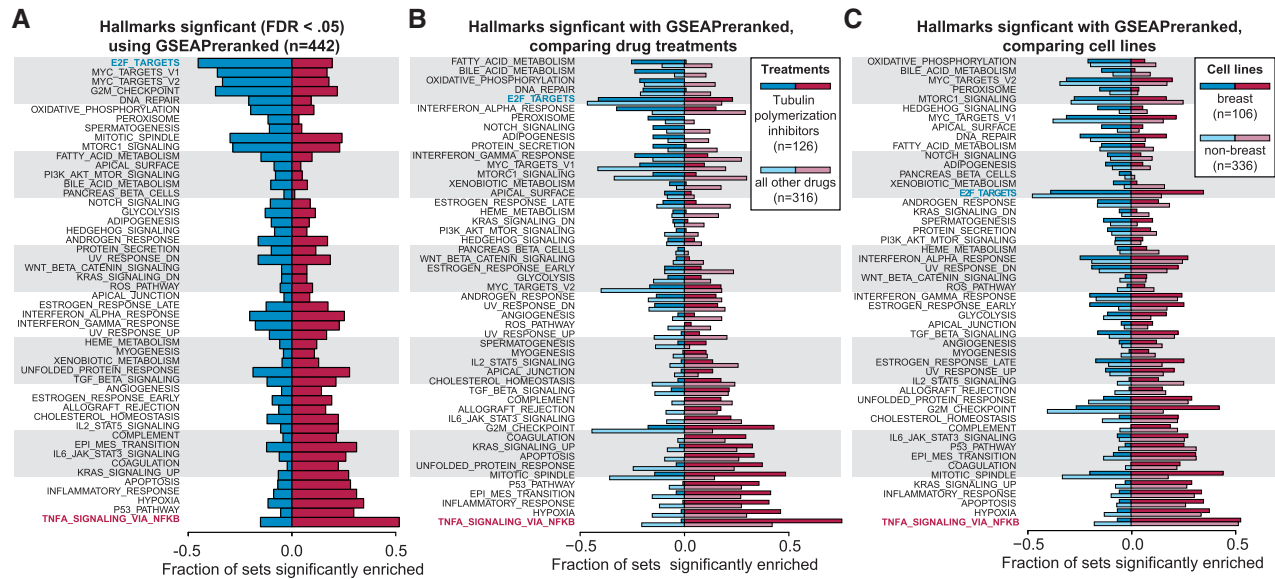 A
Hallmarks signficant (FDR < .05)
using GSEAPreranked (n=442)
E2F_TARGETS
MYC_TARGETS_V1
MYC_TARGETS_V2
G2M_CHECKPOINT
DNA_REPAIR
OXIDATIVE_PHOSPHORYLATION
PEROXISOME
SPERMATOGENESIS
MITOTIC_SPINDLE
MTORC1_SIGNALING
FATTY_ACID_METABOLISM
APICAL_SURFACE
PI3K_AKT_MTOR_SIGNALING
BILE_ACID_METABOLISM
PANCREAS_BETA_CELLS
NOTCH_SIGNALING
GLYCOLYSIS
ADIPOGENESIS
HEDGEHOG_SIGNALING
ANDROGEN_RESPONSE
PROTEIN_SECRETION
UV_RESPONSE_DN
WNT_BETA_CATENIN_SIGNALING
KRAS_SIGNALING_DN
ROS_PATHWAY
APICAL_JUNCTION
ESTROGEN_RESPONSE_LATE
INTERFERON_ALPHA_RESPONSE
INTERFERON_GAMMA_RESPONSE
UV_RESPONSE_UP
HEME_METABOLISM
MYOGENESIS
XENOBIOTIC_METABOLISM
UNFOLDED_PROTEIN_RESPONSE
TGF_BETA_SIGNALING
ANGIOGENESIS
ESTROGEN_RESPONSE_EARLY
ALLOGRAFT_REJECTION
CHOLESTEROL_HOMEOSTASIS
IL2_STAT5_SIGNALING
COMPLEMENT
EPI_MES_TRANSITION
IL6_JAK_STAT3_SIGNALING
COAGULATION
KRAS_SIGNALING_UP
APOPTOSIS
INFLAMMATORY_RESPONSE
HYPOXIA
P53_PATHWAY
TNFA_SIGNALING_VIA_NFKB
-0.5 0.0 0.5
Fraction of sets significantly enriched
B
Hallmarks signficant with GSEAPreranked,
comparing drug treatments
FATTY_ACID_METABOLISM
BILE_ACID_METABOLISM
OXIDATIVE_PHOSPHORYLATION
DNA_REPAIR
E2F_TARGETS
INTERFERON_ALPHA_RESPONSE
PEROXISOME
NOTCH_SIGNALING
ADIPOGENESIS
PROTEIN_SECRETION
INTERFERON_GAMMA_RESPONSE
MYC_TARGETS_V1
MTORC1_SIGNALING
XENOBIOTIC_METABOLISM
APICAL_SURFACE
ESTROGEN_RESPONSE_LATE
HEME_METABOLISM
KRAS_SIGNALING_DN
PI3K_AKT_MTOR_SIGNALING
HEDGEHOG_SIGNALING
PANCREAS_BETA_CELLS
WNT_BETA_CATENIN_SIGNALING
ESTROGEN_RESPONSE_EARLY
GLYCOLYSIS
MYC_TARGETS_V2
ANDROGEN_RESPONSE
UV_RESPONSE_DN
ANGIOGENESIS
ROS_PATHWAY
UV_RESPONSE_UP
SPERMATOGENESIS
MYOGENESIS
IL2_STAT5_SIGNALING
APICAL_JUNCTION
CHOLESTEROL_HOMEOSTASIS
TGF_BETA_SIGNALING
COMPLEMENT
ALLOGRAFT_REJECTION
IL6_JAK_STAT3_SIGNALING
G2M_CHECKPOINT
COAGULATION
KRAS_SIGNALING_UP
APOPTOSIS
UNFOLDED_PROTEIN_RESPONSE
MITOTIC_SPINDLE
P53_PATHWAY
EPI_MES_TRANSITION
INFLAMMATORY_RESPONSE
HYPOXIA
TNFA_SIGNALING_VIA_NFKB
Treatments
Tubulin
polymerization
inhibitors
(n=126)
all other drugs
(n=316)
−0.5 0.0 0.5
Fraction of sets significantly enriched
C
Hallmarks signficant with GSEAPreranked,
comparing cell lines
OXIDATIVE_PHOSPHORYLATION
BILE_ACID_METABOLISM
MYC_TARGETS_V2
PEROXISOME
MTORC1_SIGNALING
HEDGEHOG_SIGNALING
MYC_TARGETS_V1
APICAL_SURFACE
DNA_REPAIR
FATTY_ACID_METABOLISM
NOTCH_SIGNALING
ADIPOGENESIS
PANCREAS_BETA_CELLS
XENOBIOTIC_METABOLISM
E2F_TARGETS
ANDROGEN_RESPONSE
KRAS_SIGNALING_DN
SPERMATOGENESIS
PROTEIN_SECRETION
PI3K_AKT_MTOR_SIGNALING
HEME_METABOLISM
INTERFERON_ALPHA_RESPONSE
UV_RESPONSE_DN
WNT_BETA_CATENIN_SIGNALING
ROS_PATHWAY
INTERFERON_GAMMA_RESPONSE
ESTROGEN_RESPONSE_EARLY
GLYCOLYSIS
APICAL_JUNCTION
TGF_BETA_SIGNALING
ANGIOGENESIS
MYOGENESIS
ESTROGEN_RESPONSE_LATE
UV_RESPONSE_UP
IL2_STAT5_SIGNALING
ALLOGRAFT_REJECTION
UNFOLDED_PROTEIN_RESPONSE
G2M_CHECKPOINT
CHOLESTEROL_HOMEOSTASIS
COMPLEMENT
IL6_JAK_STAT3_SIGNALING
P53_PATHWAY
EPI_MES_TRANSITION
COAGULATION
MITOTIC_SPINDLE
KRAS_SIGNALING_UP
INFLAMMATORY_RESPONSE
APOPTOSIS
HYPOXIA
TNFA_SIGNALING_VIA_NFKB
Cell lines
breast
(n=106)
non-breast
(n=336)
−0.5 0.0 0.5
Fraction of sets significantly enriched